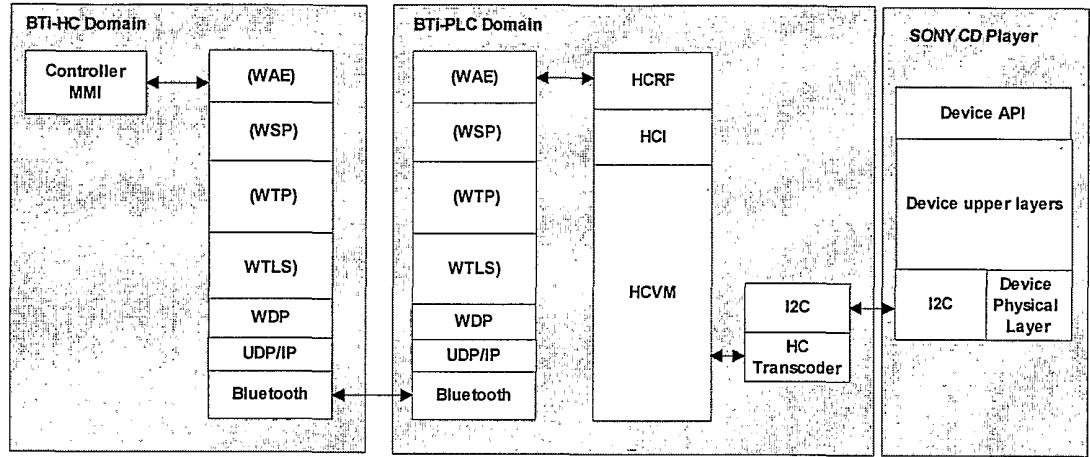 BTi-HC Domain
Controller
MMI
(WAE)
(WSP)
(WTP)
WTLS)
WDP
UDP/IP
Bluetooth
BTi-PLC Domain
(WAE)
(WSP)
(WTP)
WTLS)
WDP
UDP/IP
Bluetooth
HCRF
HCI
HCVM
I2C
HC
Transcoder
SONY CD Player
Device API
Device upper layers
I2C
Device
Physical
Layer